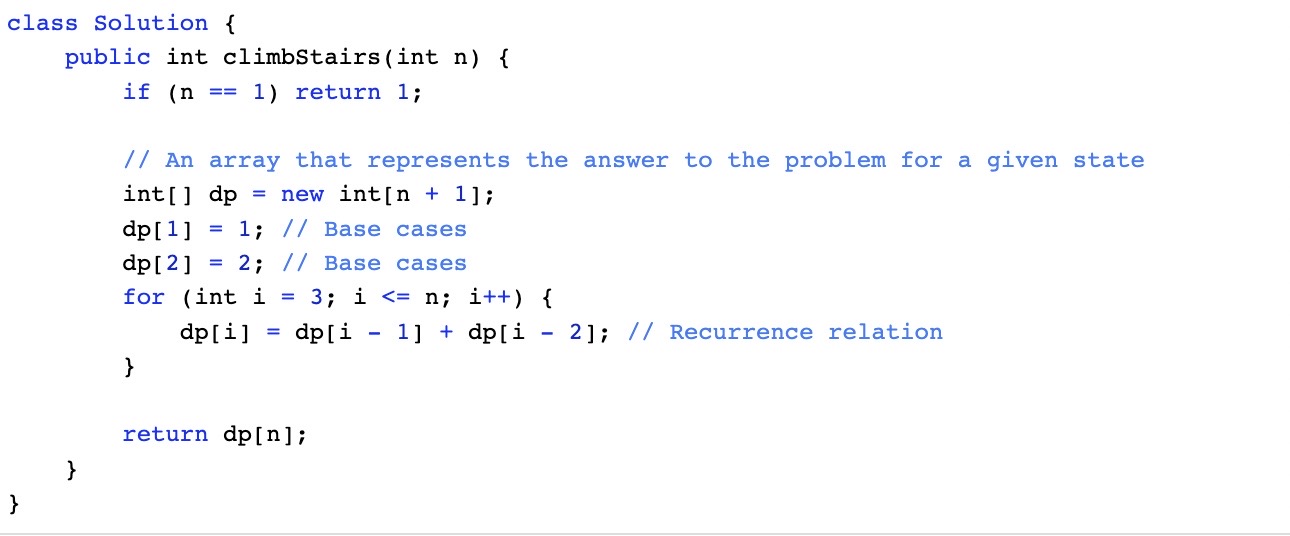 class Solution {
    public int climbStairs(int n) {
        if (n == 1) return 1;

        // An array that represents the answer to the problem for a given state
        int[] dp = new int[n + 1];
        dp[1] = 1; // Base cases
        dp[2] = 2; // Base cases
        for (int i = 3; i <= n; i++) {
            dp[i] = dp[i - 1] + dp[i - 2]; // Recurrence relation
        }

        return dp[n];
    }
}